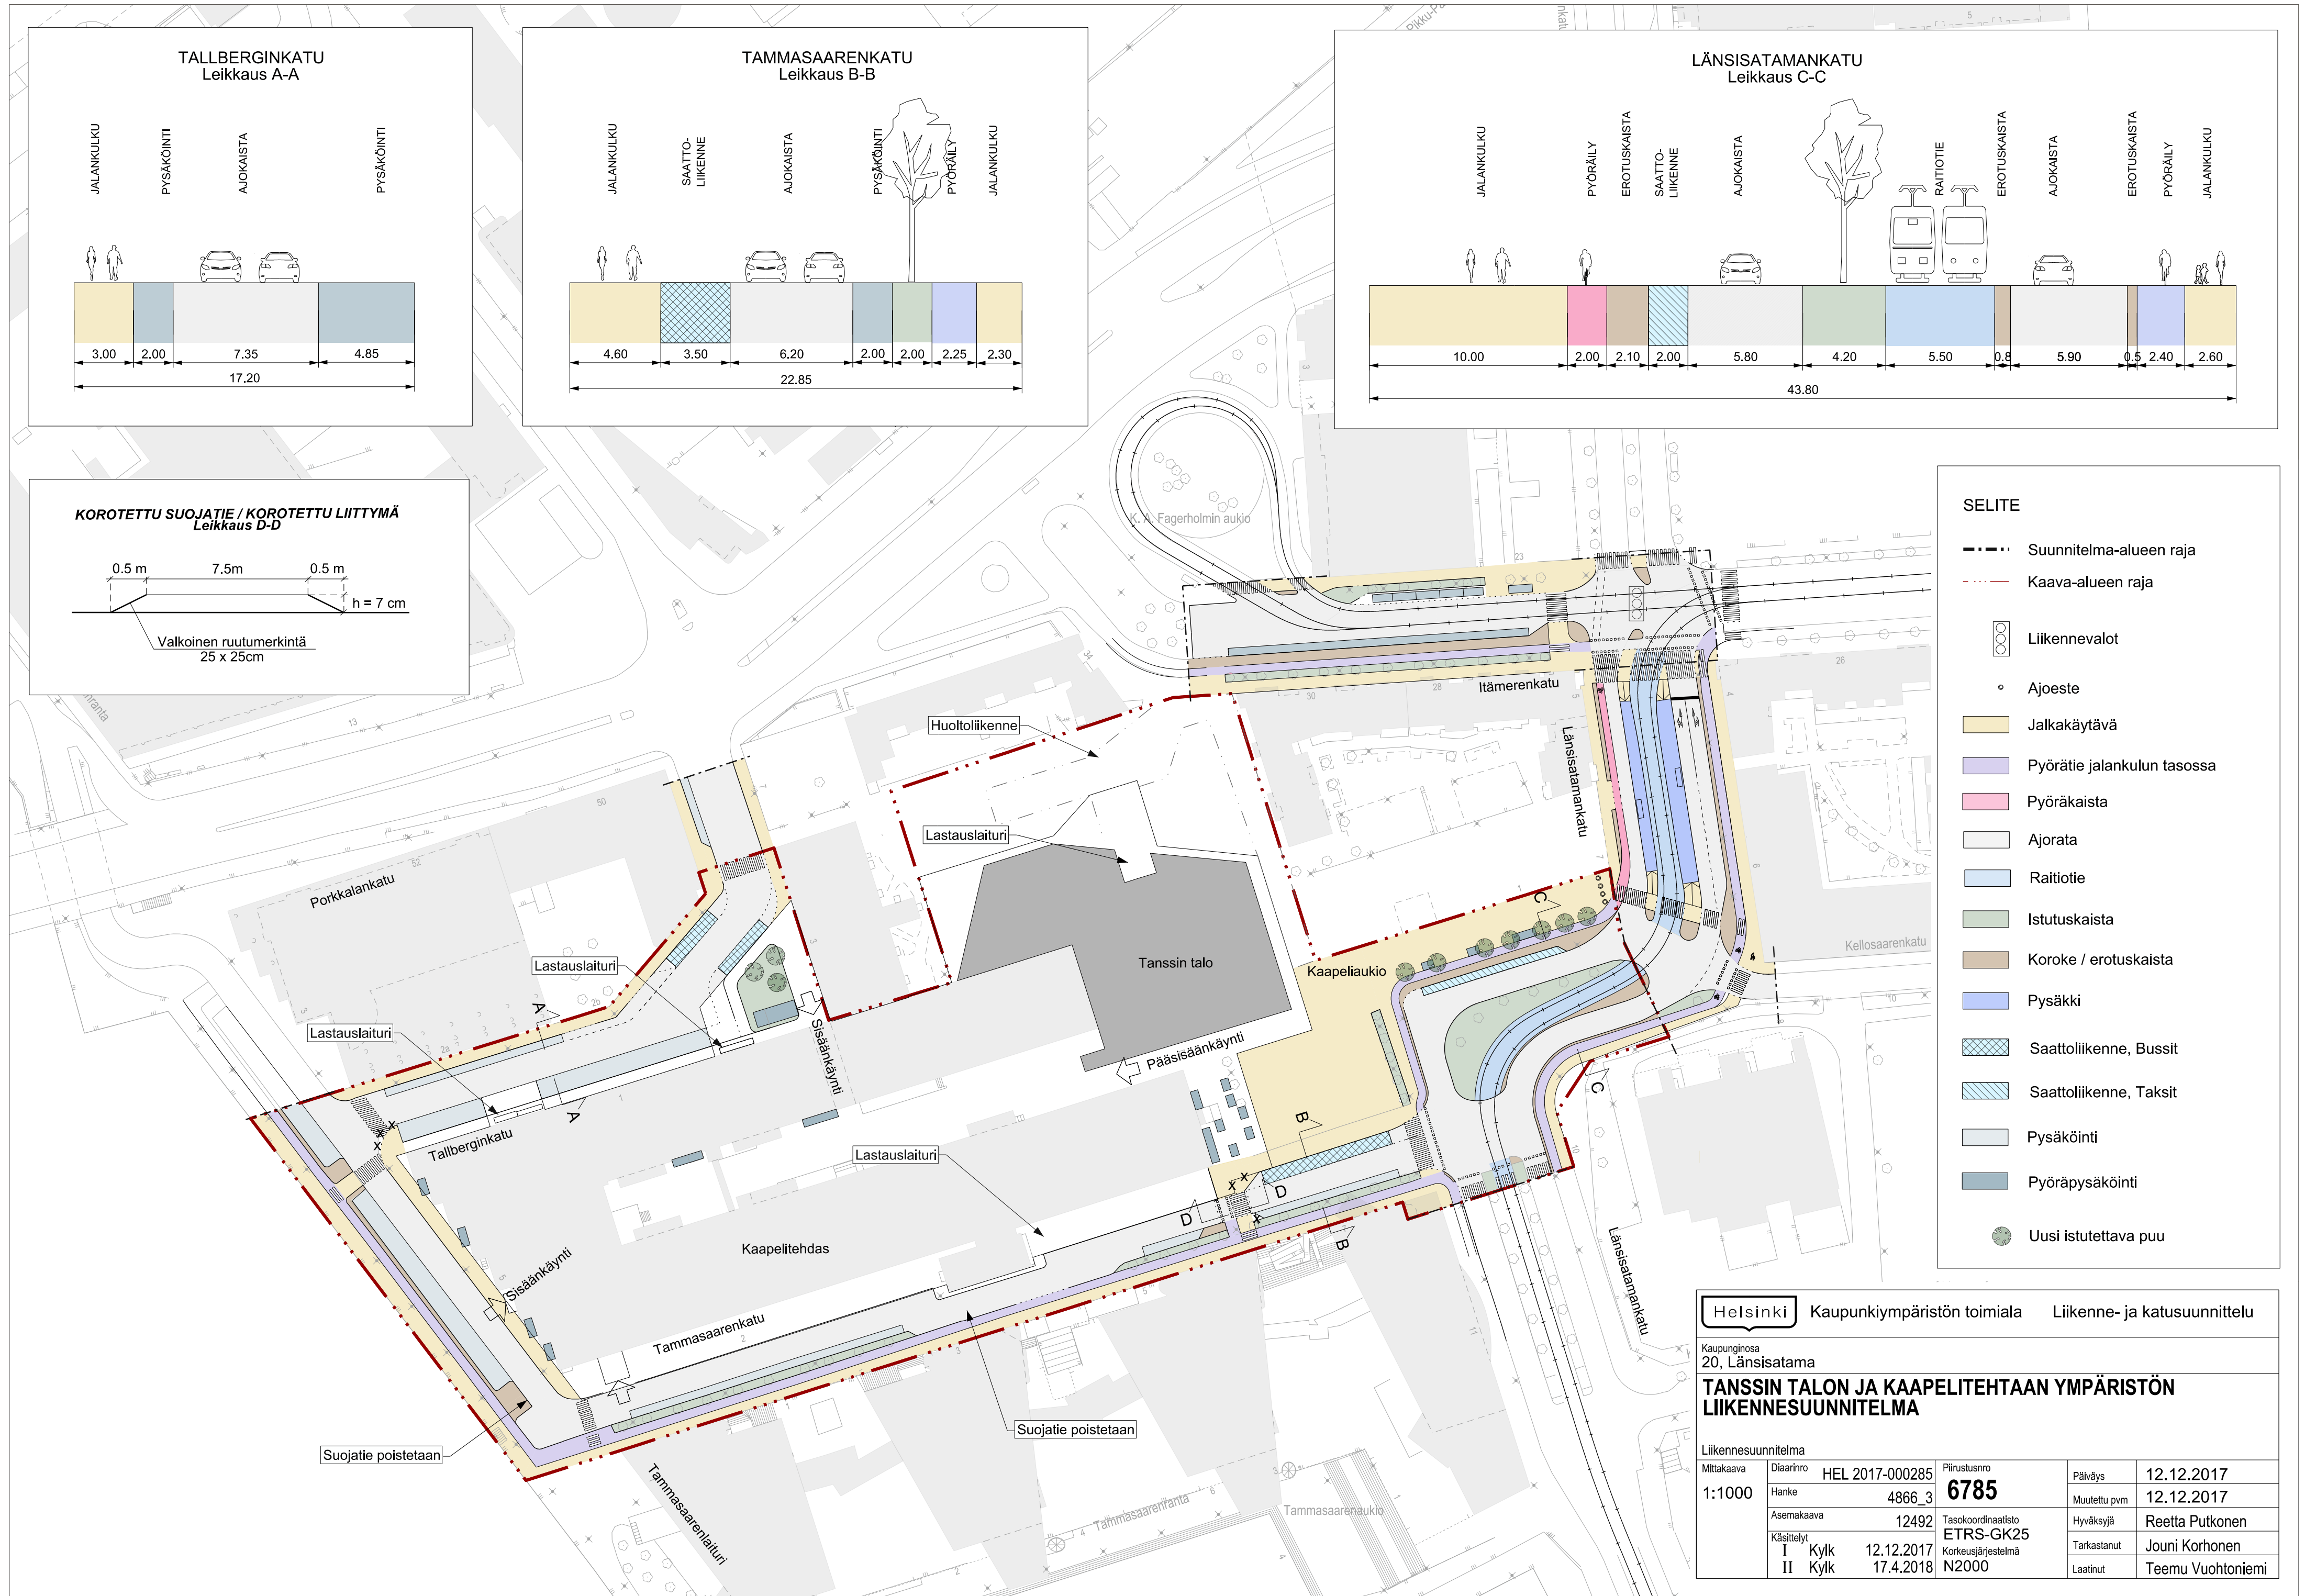 TALLBERGINKATU
Leikkaus A-A
JALANKULKU
PYSÄKÖINTI
AJOKAISTA
PYSÄKÖINTI
3.00 2.00 7.35 4.85
17.20
TAMMASAARENKATU
Leikkaus B-B
JALANKULKU
SAATTO-
LIIKENNE
AJOKAISTA
PYSÄKÖINTI
PYÖRÄILY
JALANKULKU
4.60 3.50 6.20 2.00 2.00 2.25 2.30
22.85
LÄNSISATAMANKATU
Leikkaus C-C
JALANKULKU
PYÖRÄILY
EROTUSKAISTA
SAATTO-
LIIKENNE
AJOKAISTA
RAITIOTIE
EROTUSKAISTA
AJOKAISTA
EROTUSKAISTA
PYÖRÄILY
JALANKULKU
10.00 2.00 2.10 2.00 5.80 4.20 5.50 0.8 5.90 0.5 2.40 2.60
43.80
KOROTETTU SUOJATIE / KOROTETTU LIITTYMÄ
Leikkaus D-D
0.5 m 7.5m 0.5 m
h = 7 cm
Valkoinen ruutumerkintä
25 x 25cm
K. A. Fagerholmin aukio
23
34
13
50
52
30
28
26
Itämerenkatu
Huoltoliikenne
Länsisatamankatu
Lastauslaituri
Porkkalankatu
Tanssin talo
Kaapeliaukio
Kellosaarenkatu
Lastauslaituri
Sisäänkäynti
Lastauslaituri
Pääsisäänkäynti
A
A
B
B
C
C
D
D
2a
2b
Tallberginkatu
Lastauslaituri
Kaapelitehdas
Sisäänkäynti
Tammasaarenkatu
Länsisatamankatu
Suojatie poistetaan
Suojatie poistetaan
Tammasaarenlaituri
Tammasaarenranta
Tammasaarenaukio
SELITE
Suunnitelma-alueen raja
Kaava-alueen raja
Liikennevalot
Ajoeste
Jalkakäytävä
Pyörätie jalankulun tasossa
Pyöräkaista
Ajorata
Raitiotie
Istutuskaista
Koroke / erotuskaista
Pysäkki
Saattoliikenne, Bussit
Saattoliikenne, Taksit
Pysäköinti
Pyöräpysäköinti
Uusi istutettava puu
Helsinki Kaupunkiympäristön toimiala Liikenne- ja katusuunnittelu
Kaupunginosa
20, Länsisatama
TANSSIN TALON JA KAAPELITEHTAAN YMPÄRISTÖN
LIIKENNESUUNNITELMA
Liikennesuunnitelma
Mittakaava
1:1000
Diaarinro HEL 2017-000285
Hanke 4866_3
Asemakaava 12492
Käsittelyt
I Kylk 12.12.2017
II Kylk 17.4.2018
Piirustusnro
6785
Tasokoordinaatisto
ETRS-GK25
Korkeusjärjestelmä
N2000
Päiväys 12.12.2017
Muutettu pvm 12.12.2017
Hyväksyjä Reetta Putkonen
Tarkastanut Jouni Korhonen
Laatinut Teemu Vuohtoniemi